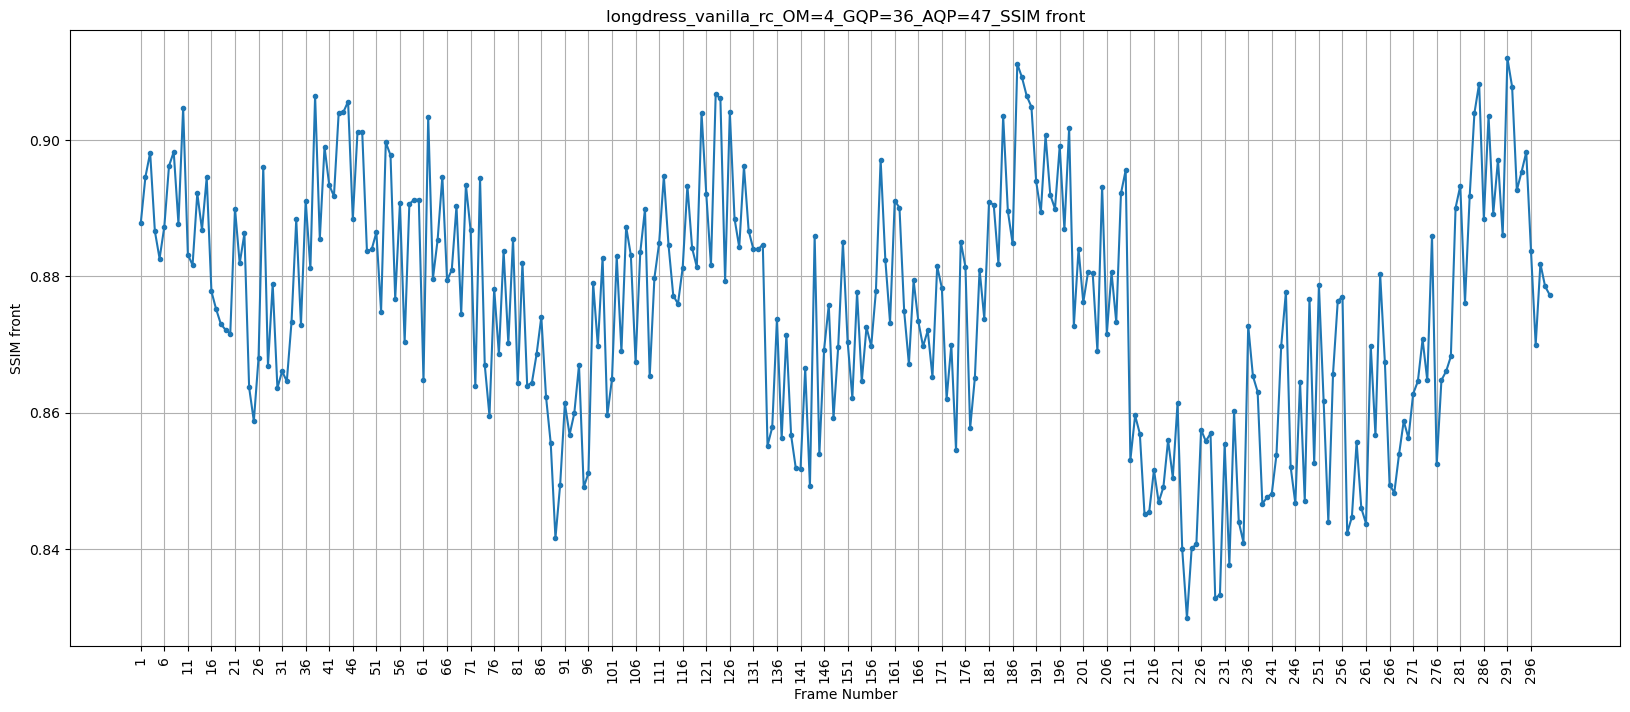 longdress_vanilla_rc_OM=4_GQP=36_AQP=47_SSIM front
SSIM front
0.90
0.88
0.86
0.84
1 6 11 16 21 26 31 36 41 46 51 56 61 66 71 76 81 86 91 96 101 106 111 116 121 126 131 136 141 146 151 156 161 166 171 176 181 186 191 196 201 206 211 216 221 226 231 236 241 246 251 256 261 266 271 276 281 286 291 296
Frame Number